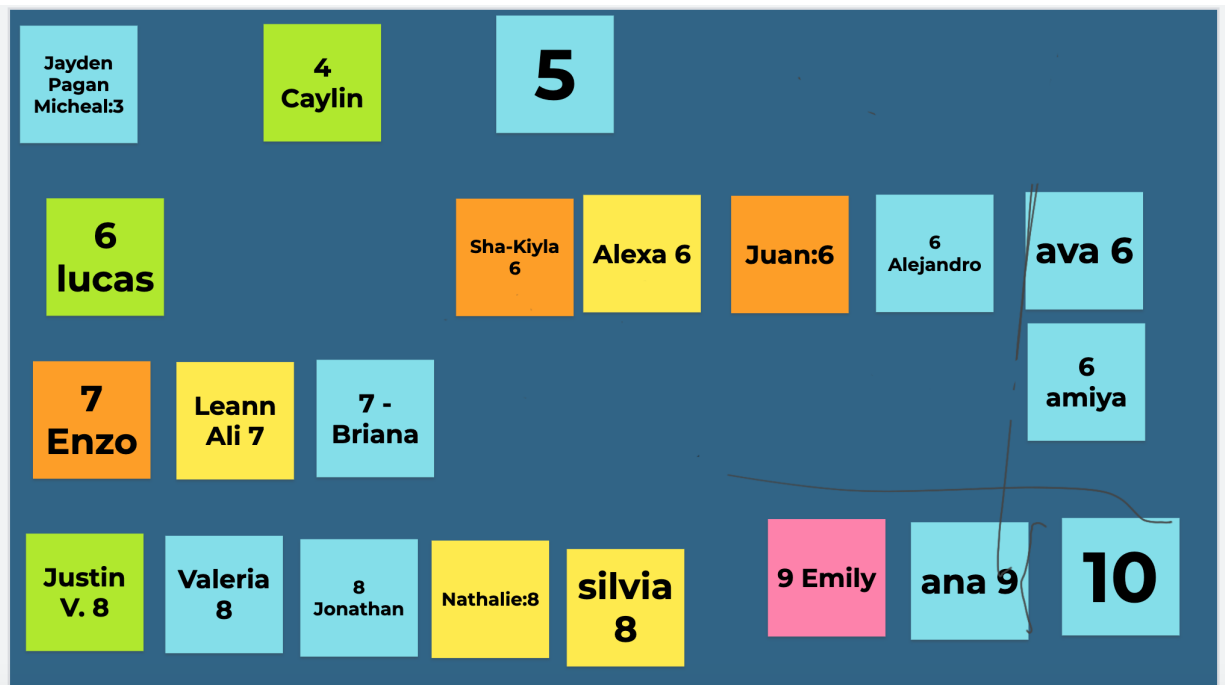 Jayden
Pagan
Micheal:3
4
Caylin
5
6
lucas
Sha-Kiyla
6
Alexa 6
Juan:6
6
Alejandro
ava 6
6
amiya
7
Enzo
Leann
Ali 7
7 -
Briana
Justin
V. 8
Valeria
8
8
Jonathan
Nathalie:8
silvia
8
9 Emily
ana 9
10